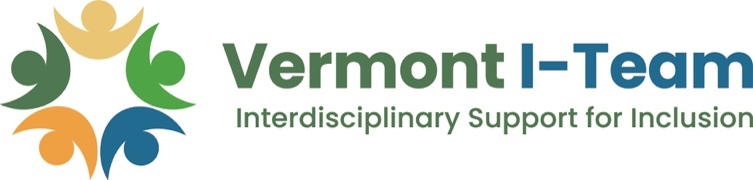 Vermont I-Team
Interdisciplinary Support for Inclusion